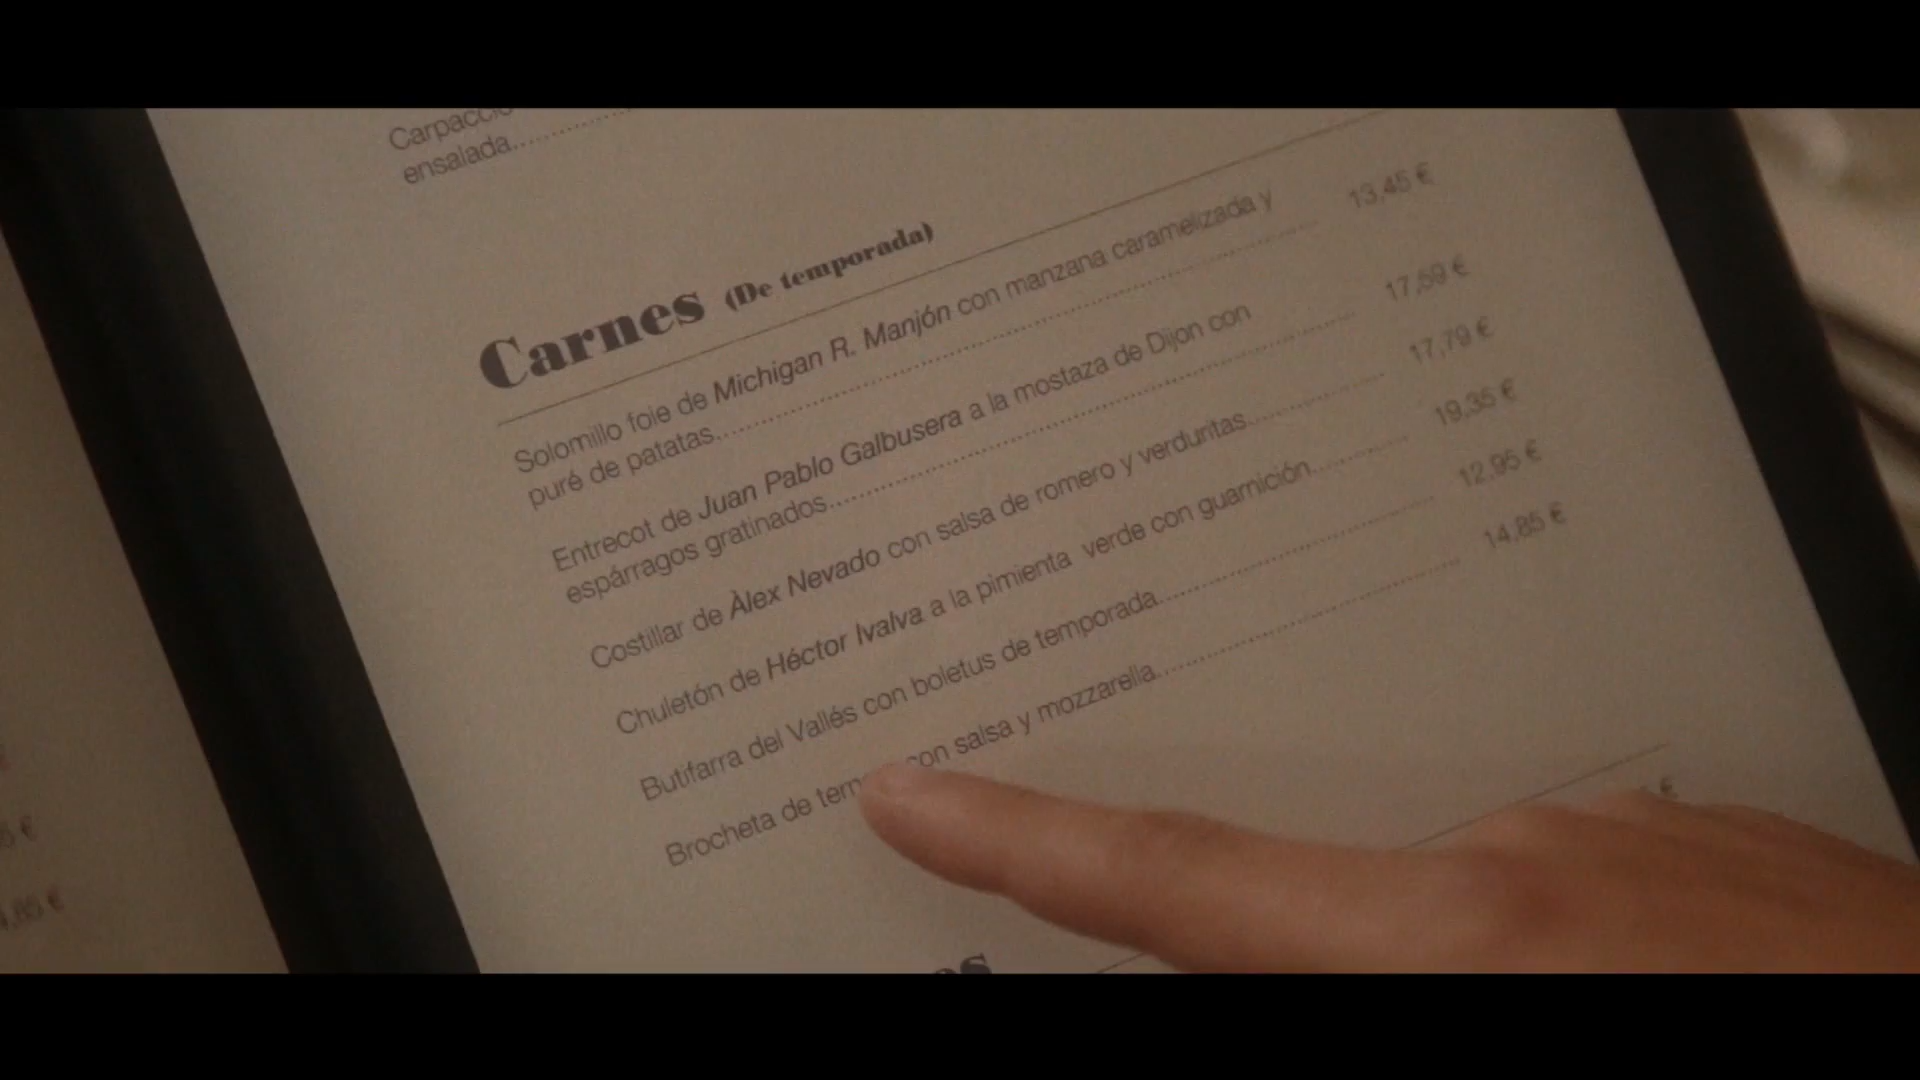 Carpaccio
ensalada..........
Carnes (De temporada)
Solomillo foie de Michigan R. Manjón con manzana caramelizada y
puré de patatas.......... 13,45 €
Entrecot de Juan Pablo Galbusera a la mostaza de Dijon con
espárragos gratinados.......... 17,59 €
Costillar de Àlex Nevado con salsa de romero y verduritas.......... 17,79 €
Chuletón de Héctor Ivalva a la pimienta verde con guarnición.......... 19,35 €
Butifarra del Vallés con boletus de temporada.......... 12,95 €
Brocheta de con salsa y mozzarella.......... 14,85 €
€